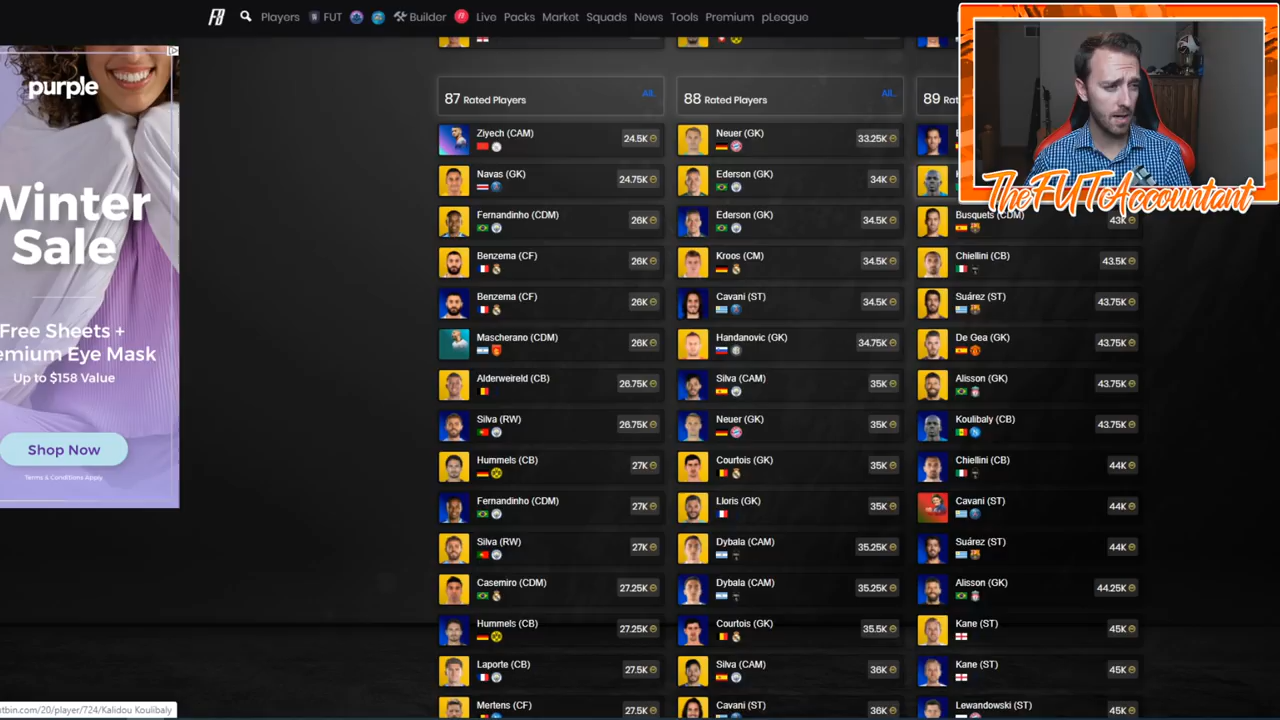 F8 Players FUT Builder Live Packs Market Squads News Tools Premium pLeague
purple
Winter
Sale
Free Sheets +
emium Eye Mask
Up to $158 Value
Shop Now
Terms & Conditions Apply
87 Rated Players All.
Ziyech (CAM) 24.5K
Navas (GK) 24.75K
Fernandinho (CDM) 26K
Benzema (CF) 26K
Benzema (CF) 26K
Mascherano (CDM) 26K
Alderweireld (CB) 26.75K
Silva (RW) 26.75K
Hummels (CB) 27K
Fernandinho (CDM) 27K
Silva (RW) 27K
Casemiro (CDM) 27.25K
Hummels (CB) 27.25K
Laporte (CB) 27.5K
Mertens (CF) 27.5K
88 Rated Players All.
Neuer (GK) 33.25K
Ederson (GK) 34K
Ederson (GK) 34.5K
Kroos (CM) 34.5K
Cavani (ST) 34.5K
Handanovic (GK) 34.75K
Silva (CAM) 35K
Neuer (GK) 35K
Courtois (GK) 35K
Lloris (GK) 35K
Dybala (CAM) 35.25K
Dybala (CAM) 35.25K
Courtois (GK) 35.5K
Silva (CAM) 36K
Cavani (ST) 36K
89 Rat
Busquets (CDM) 43K
Chiellini (CB) 43.5K
Suárez (ST) 43.75K
De Gea (GK) 43.75K
Alisson (GK) 43.75K
Koulibaly (CB) 43.75K
Chiellini (CB) 44K
Cavani (ST) 44K
Suárez (ST) 44K
Alisson (GK) 44.25K
Kane (ST) 45K
Kane (ST) 45K
Lewandowski (ST) 45K
TheFUTAccountant
utbin.com/20/player/724/Kalidou Koulibaly